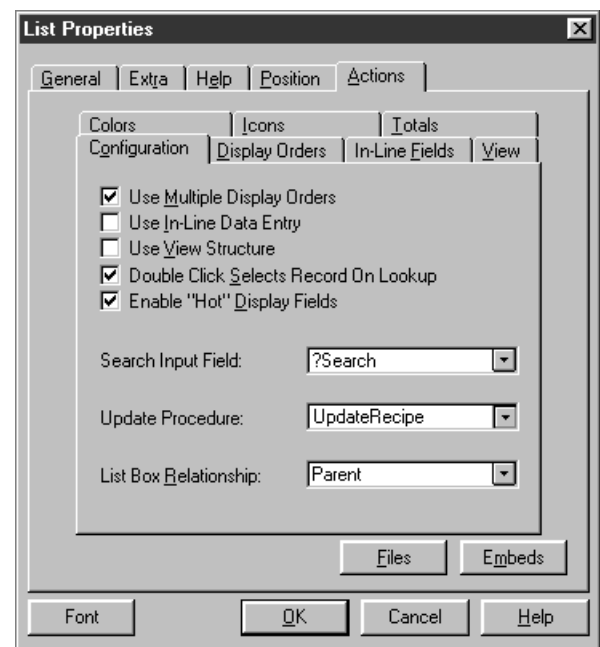 List Properties
General Extra Help Position Actions
Colors Icons Totals
Configuration Display Orders In-Line Fields View
Use Multiple Display Orders
Use In-Line Data Entry
Use View Structure
Double Click Selects Record On Lookup
Enable "Hot" Display Fields
Search Input Field: ?Search
Update Procedure: UpdateRecipe
List Box Relationship: Parent
Files Embeds
Font OK Cancel Help